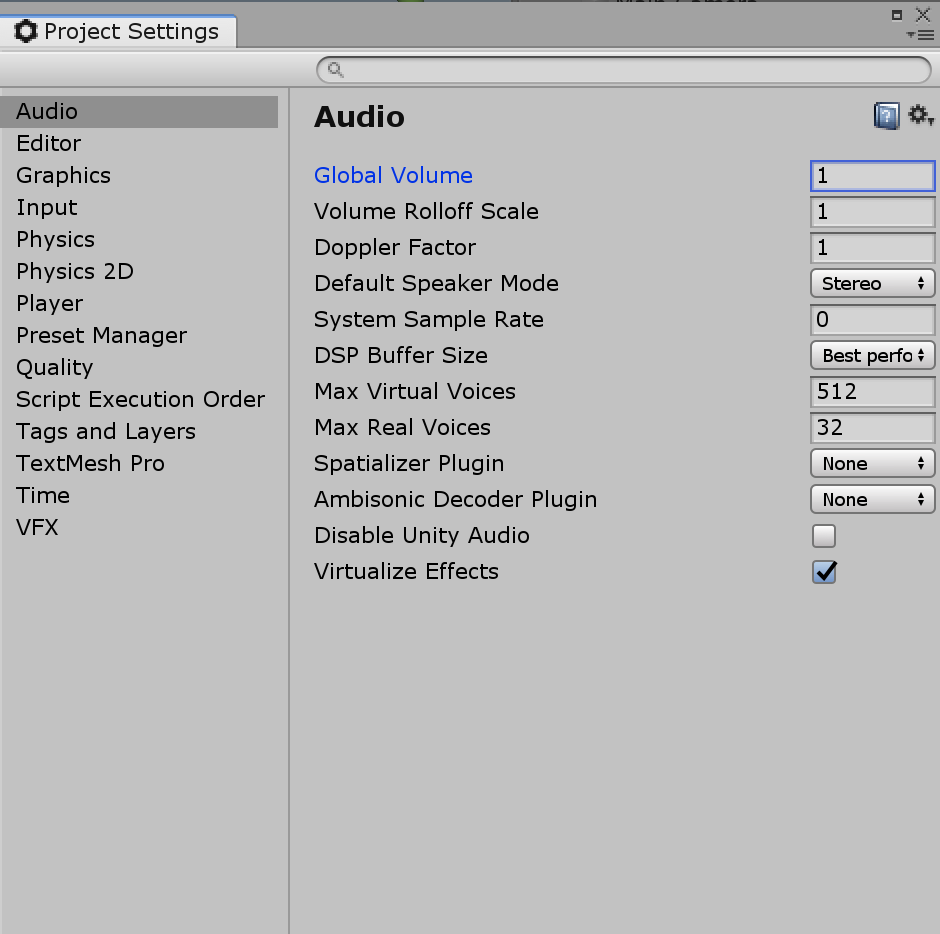 Project Settings
Audio
Editor
Graphics
Input
Physics
Physics 2D
Player
Preset Manager
Quality
Script Execution Order
Tags and Layers
TextMesh Pro
Time
VFX
Audio
Global Volume 1
Volume Rolloff Scale 1
Doppler Factor 1
Default Speaker Mode Stereo
System Sample Rate 0
DSP Buffer Size Best perfo
Max Virtual Voices 512
Max Real Voices 32
Spatializer Plugin None
Ambisonic Decoder Plugin None
Disable Unity Audio
Virtualize Effects